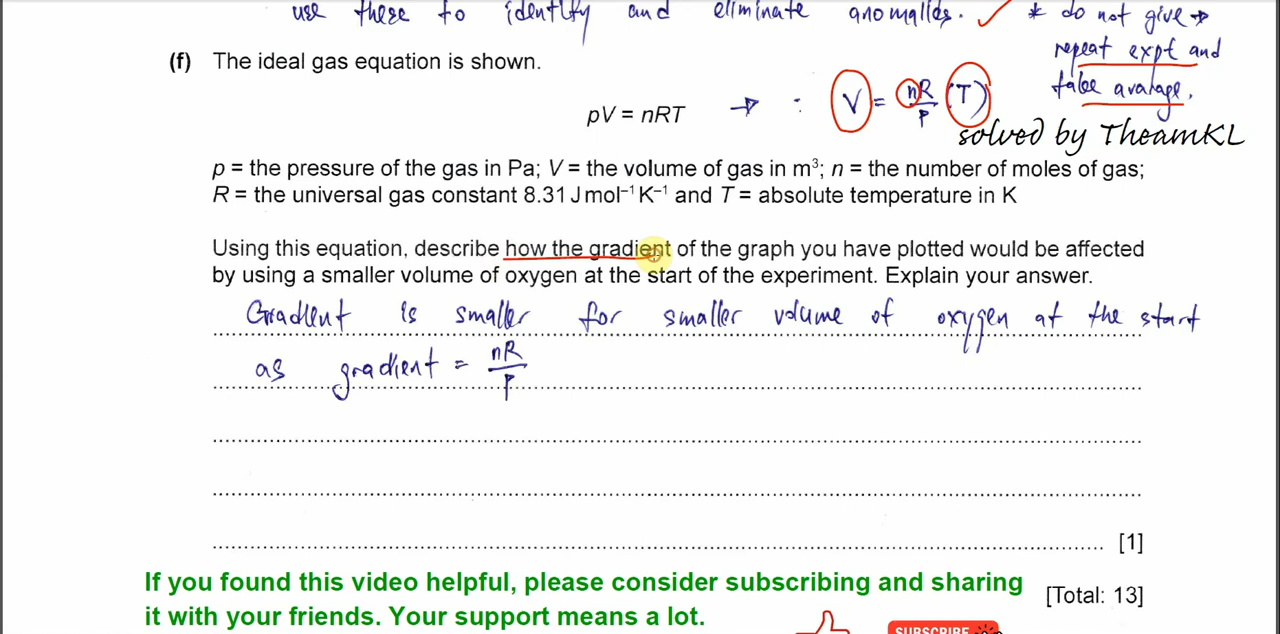 use these to identify and eliminate anomalies. ✓ * do not give →
repeat expt and
take avarage.
(f) The ideal gas equation is shown.
pV = nRT → ∴ V = nR/P (T)
solved by TheamKL
p = the pressure of the gas in Pa; V = the volume of gas in m³; n = the number of moles of gas;
R = the universal gas constant 8.31 J mol⁻¹ K⁻¹ and T = absolute temperature in K
Using this equation, describe how the gradient of the graph you have plotted would be affected
by using a smaller volume of oxygen at the start of the experiment. Explain your answer.
Gradient is smaller for smaller volume of oxygen at the start
as gradient = nR/P
[1]
If you found this video helpful, please consider subscribing and sharing
it with your friends. Your support means a lot.
[Total: 13]
SUBSCRIBE